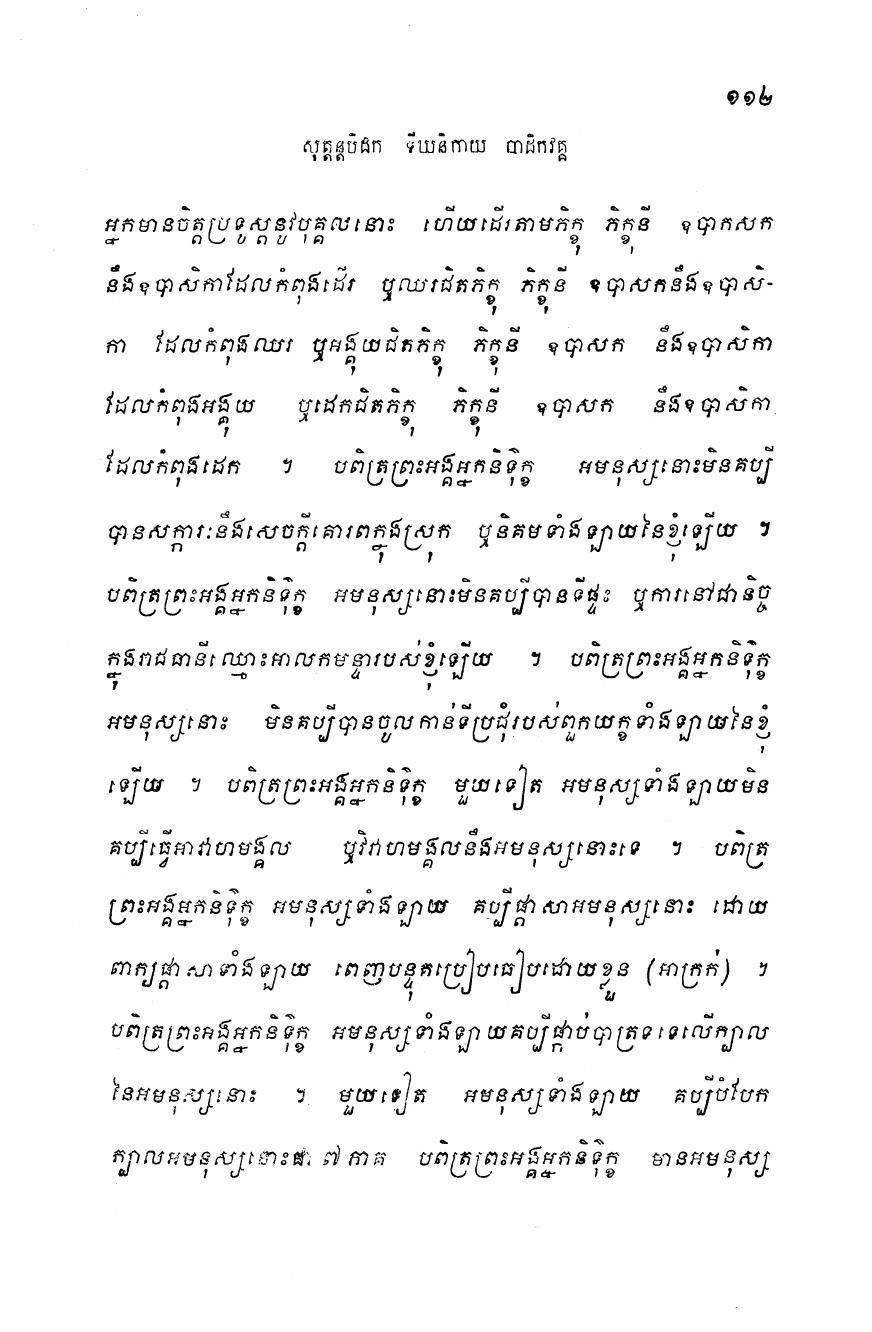 ១១២
សុត្តន្តបិដក ទីឃនិកាយ បាដិកវគ្គ
អ្នកមានចិត្តប្រទូស្តនូវបុគ្គលនោះ ហើយដើរតាមភិក្ខុ ភិក្ខុនី ឧបាកសក
នឹងឧបាសិកាដែលកំពុងដើរ ឬឈរជិតភិក្ខុ ភិក្ខុនី ឧបាសកនឹងឧបាសិ-
កា ដែលកំពុងឈរ ឬអង្គុយជិតភិក្ខុ ភិក្ខុនី ឧបាសក នឹងឧបាសិកា
ដែលកំពុងអង្គុយ ឬដេកជិតភិក្ខុ ភិក្ខុនី ឧបាសក នឹងឧបាសិកា
ដែលកំពុងដេក ។ បពិត្រព្រះអង្គអ្នកនិទ៌ុក្ខ អមនុស្សនោះមិនគប្បី
បានសក្ការៈនឹងសេចក្តីគោរពក្នុងស្រុក ឬនិគមទាំងឡាយនៃខ្ញុំឡើយ ។
បពិត្រព្រះអង្គអ្នកនិទ៌ុក្ខ អមនុស្សនោះមិនគប្បីបានទីផ្ទះ ឬការនៅជានិច្ច
ក្នុងរាជធានីឈ្មោះអាលកមន្ទារបស់ខ្ញុំឡើយ ។ បពិត្រព្រះអង្គអ្នកនិទ៌ុក្ខ
អមនុស្សនោះ មិនគប្បីបានចូលកាន់ទីប្រជុំរបស់ពួកយក្ខទាំងឡាយនៃខ្ញុំ
ឡើយ ។ បពិត្រព្រះអង្គអ្នកនិទ៌ុក្ខ មួយទៀត អមនុស្សទាំងឡាយមិន
គប្បីធ្វើអាវាហមង្គល ឬវិវាហមង្គលនឹងអមនុស្សនោះទេ ។ បពិត្រ
ព្រះអង្គអ្នកនិទ៌ុក្ខ អមនុស្សទាំងឡាយ គប្បីផ្តាសាអមនុស្សនោះ ដោយ
ពាក្យផ្តាសាទាំងឡាយ ពេញបន្ទុកប្រៀបធៀបដោយខ្លួន (អាក្រក់) ។
បពិត្រព្រះអង្គអ្នកនិទ៌ុក្ខ អមនុស្សទាំងឡាយគប្បីផ្កាប់បាត្រទទេលើក្បាល
នៃអមនុស្សនោះ ។ មួយទៀត អមនុស្សទាំងឡាយ គប្បីបំបែក
ក្បាលអមនុស្សនោះជា ៧ ភាគ បពិត្រព្រះអង្គអ្នកនិទ៌ុក្ខ មានអមនុស្ស